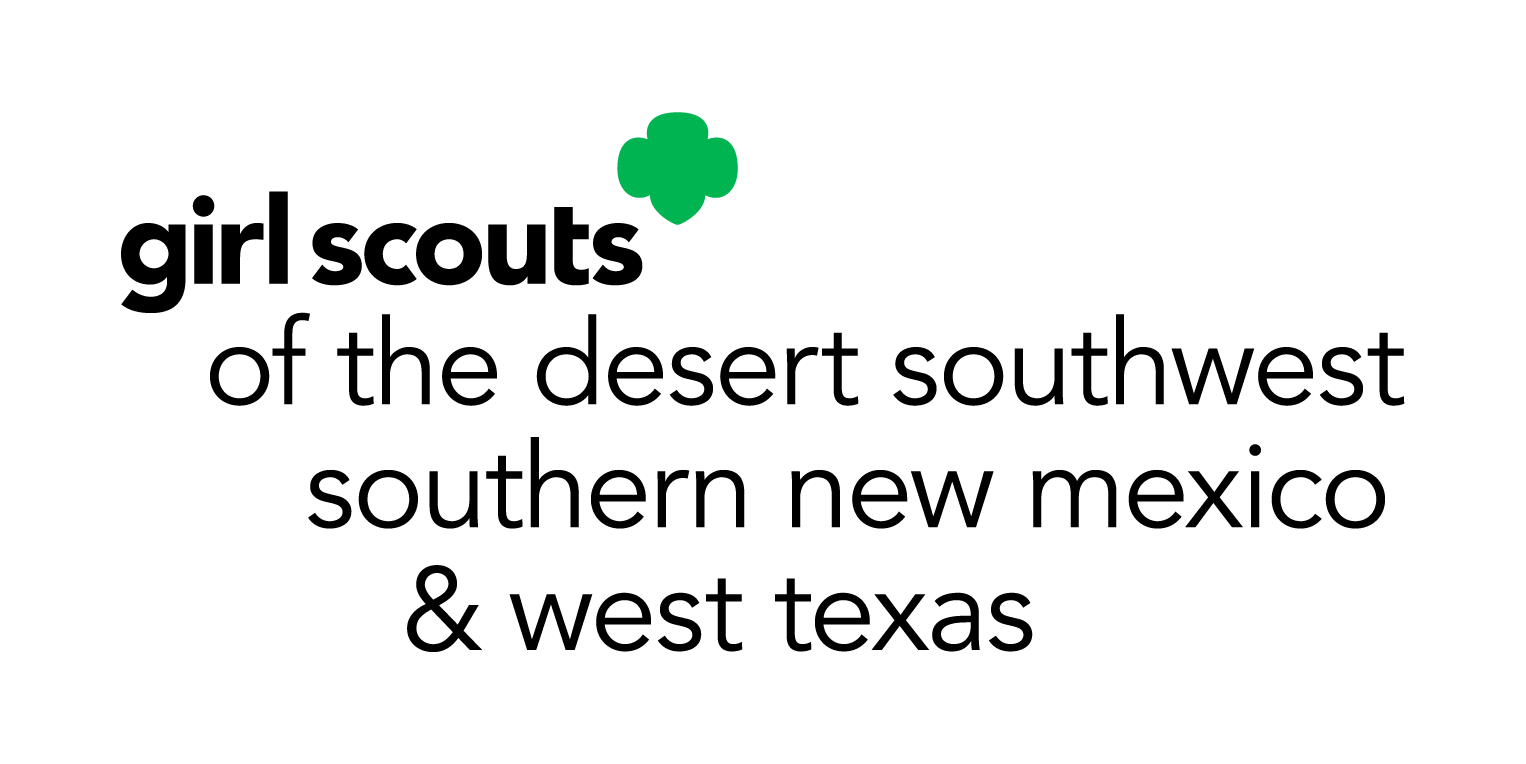 girl scouts
of the desert southwest
southern new mexico
& west texas